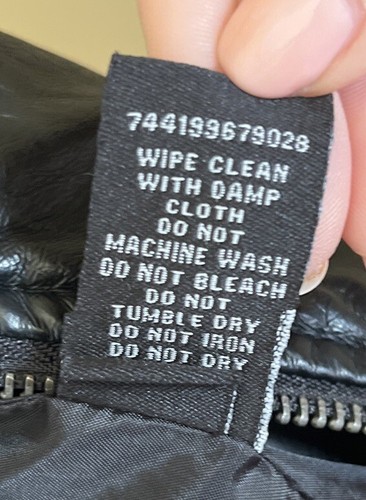 744199679028
WIPE CLEAN
WITH DAMP
CLOTH
DO NOT
MACHINE WASH
DO NOT BLEACH
DO NOT
TUMBLE DRY
DO NOT IRON
DO NOT DRY